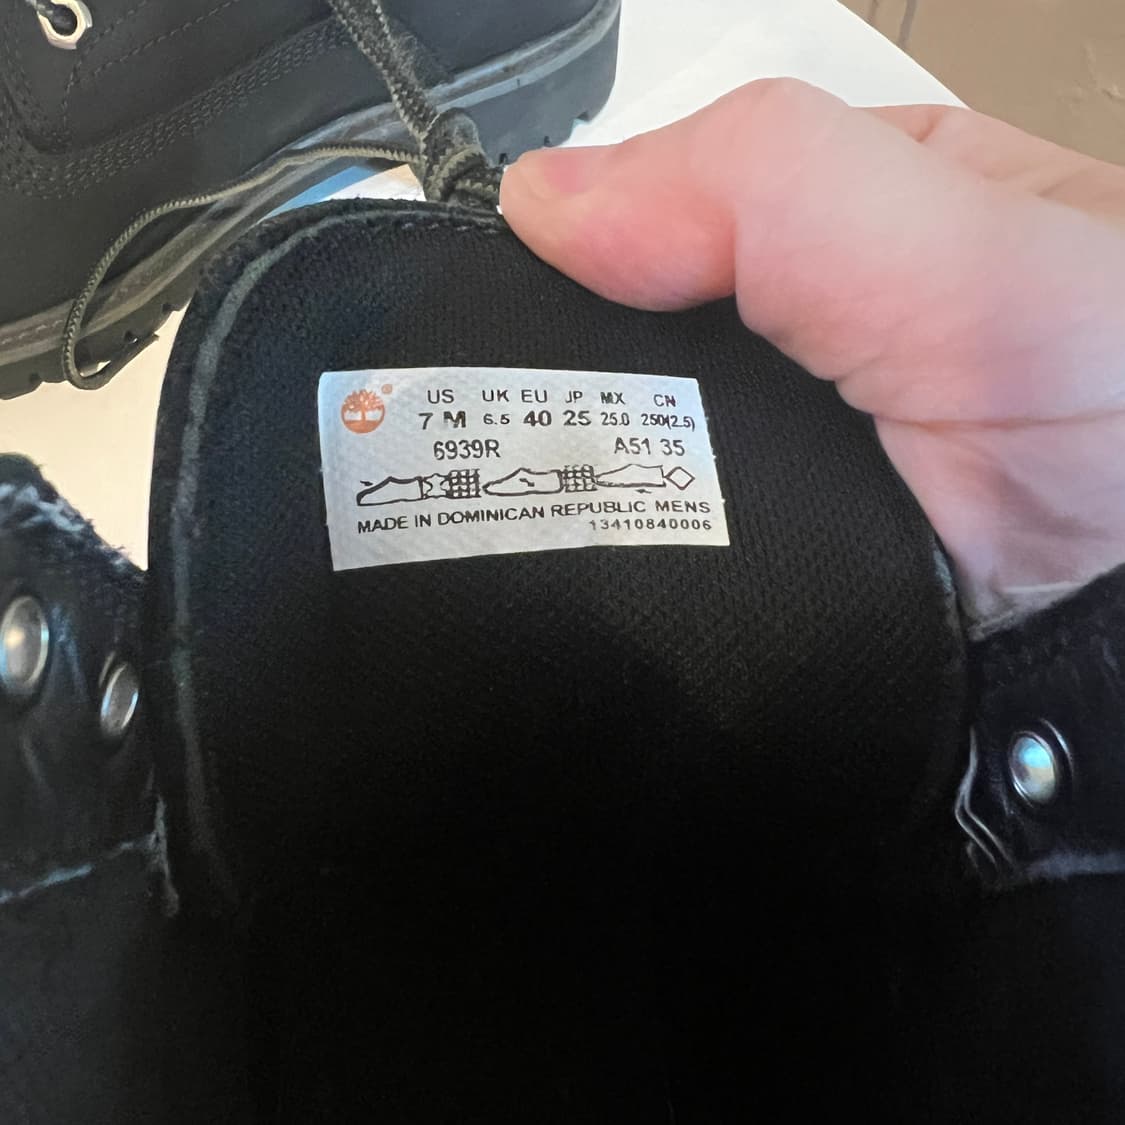 US UK EU JP MX CN
7 M 6.5 40 25 25.0 250(2.5)
6939R A51 35
MADE IN DOMINICAN REPUBLIC MENS
13410840006